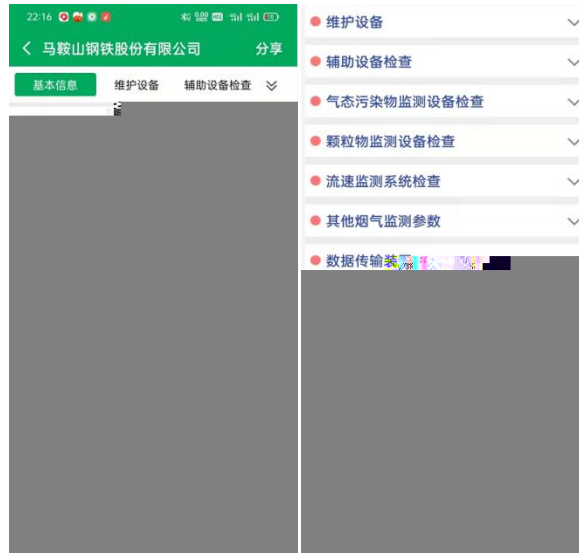 22:16
马鞍山钢铁股份有限公司
分享
基本信息 维护设备 辅助设备检查
维护设备
辅助设备检查
气态污染物监测设备检查
颗粒物监测设备检查
流速监测系统检查
其他烟气监测参数
数据传输装